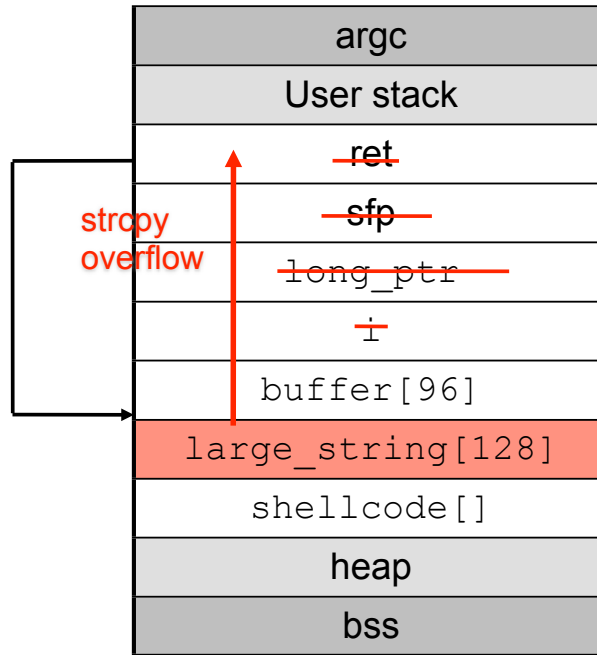 argc
User stack
ret
sfp
strcpy
overflow
long_ptr
i
buffer[96]
large_string[128]
shellcode[]
heap
bss